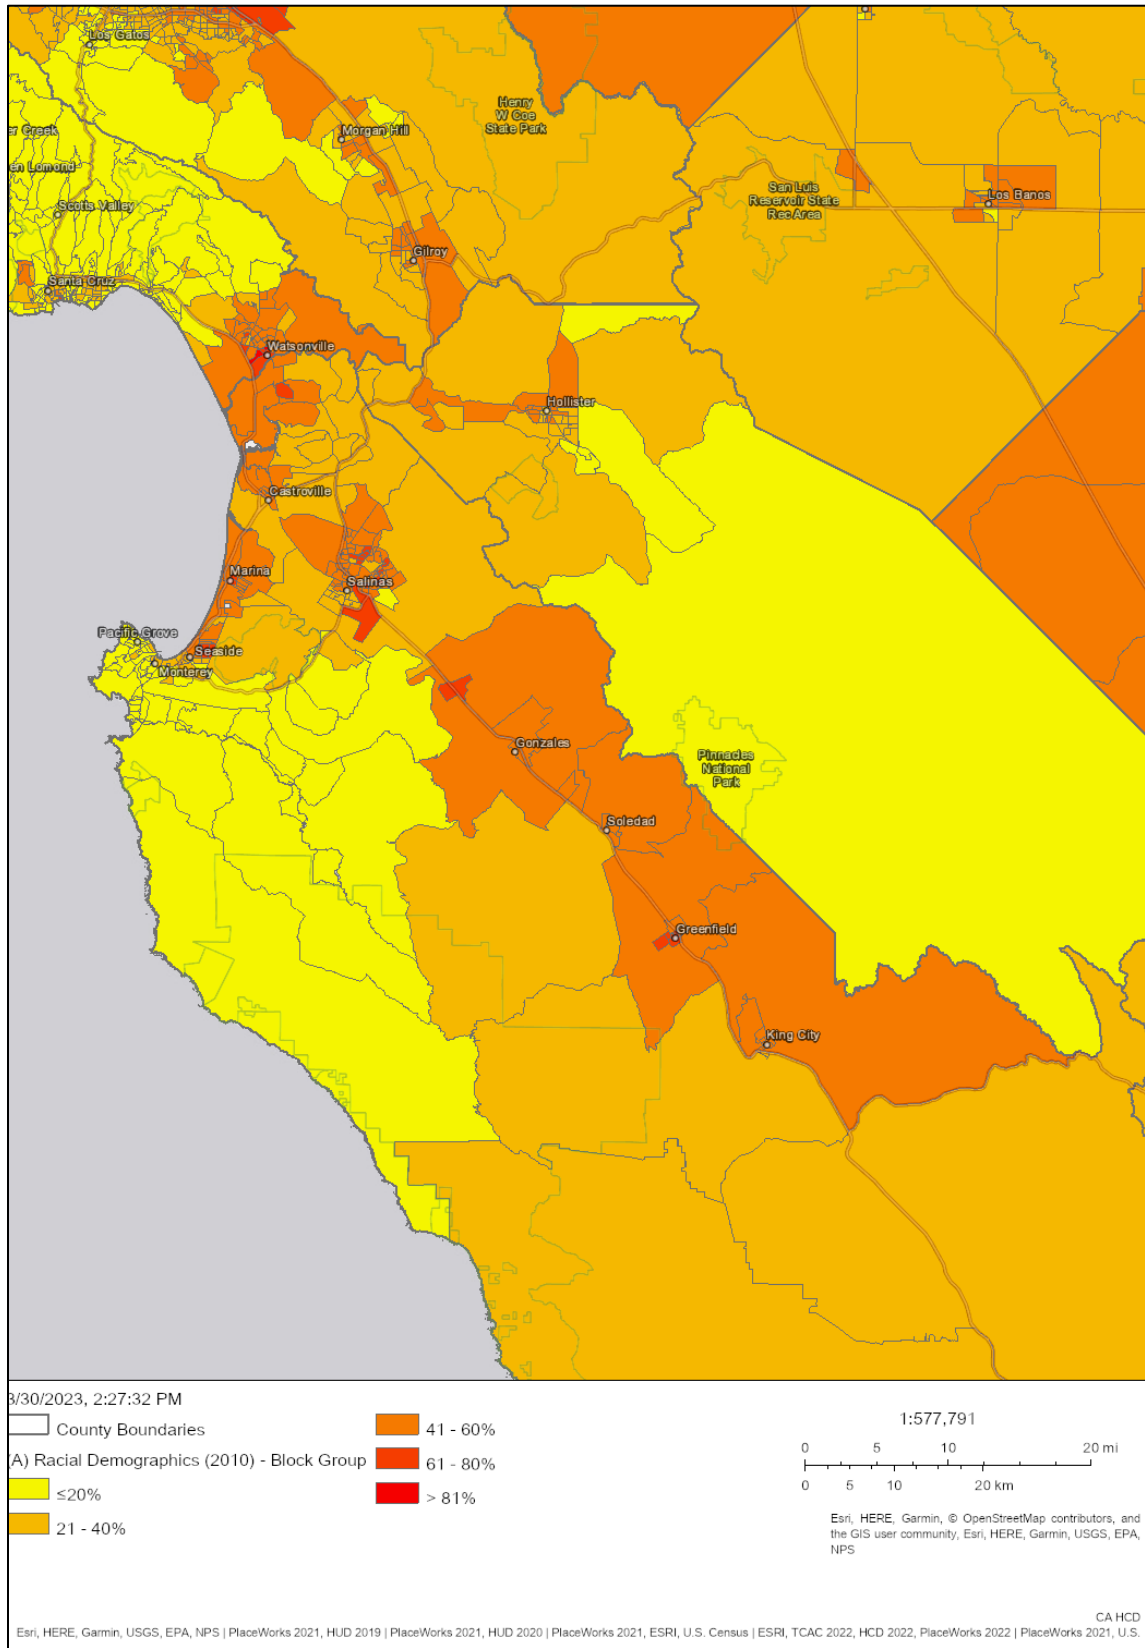 Los Gatos
Henry
W Coe
State Park
Morgan Hill
er Creek
en Lomond
San Luis
Reservoir State
Rec Area
Los Banos
Scotts Valley
Gilroy
Santa Cruz
Watsonville
Hollister
Castroville
Marina
Salinas
Pacific Grove
Seaside
Monterey
Gonzales
Pinnacles
National
Park
Soledad
Greenfield
King City
3/30/2023, 2:27:32 PM
County Boundaries
(A) Racial Demographics (2010) - Block Group
≤20%
21 - 40%
41 - 60%
61 - 80%
> 81%
1:577,791
0 5 10 20 mi
0 5 10 20 km
Esri, HERE, Garmin, © OpenStreetMap contributors, and
the GIS user community, Esri, HERE, Garmin, USGS, EPA,
NPS
CA HCD
Esri, HERE, Garmin, USGS, EPA, NPS | PlaceWorks 2021, HUD 2019 | PlaceWorks 2021, HUD 2020 | PlaceWorks 2021, ESRI, U.S. Census | ESRI, TCAC 2022, HCD 2022, PlaceWorks 2022 | PlaceWorks 2021, U.S.